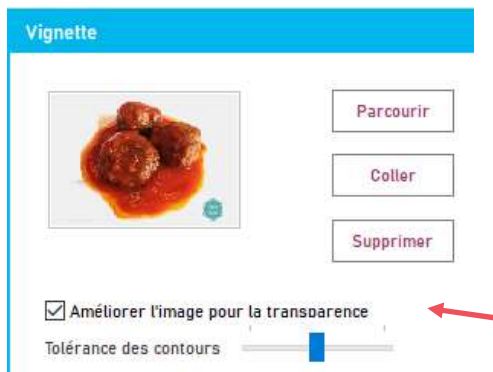 Vignette
Parcourir
Coller
Supprimer
Améliorer l'image pour la transparence
Tolérance des contours